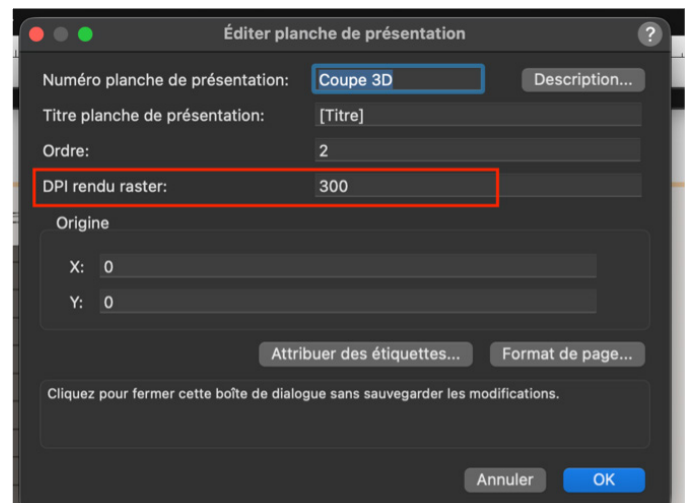 Éditer planche de présentation
?
Numéro planche de présentation: Coupe 3D Description...
Titre planche de présentation: [Titre]
Ordre: 2
DPI rendu raster: 300
Origine
X: 0
Y: 0
Attribuer des étiquettes... Format de page...
Cliquez pour fermer cette boîte de dialogue sans sauvegarder les modifications.
Annuler OK